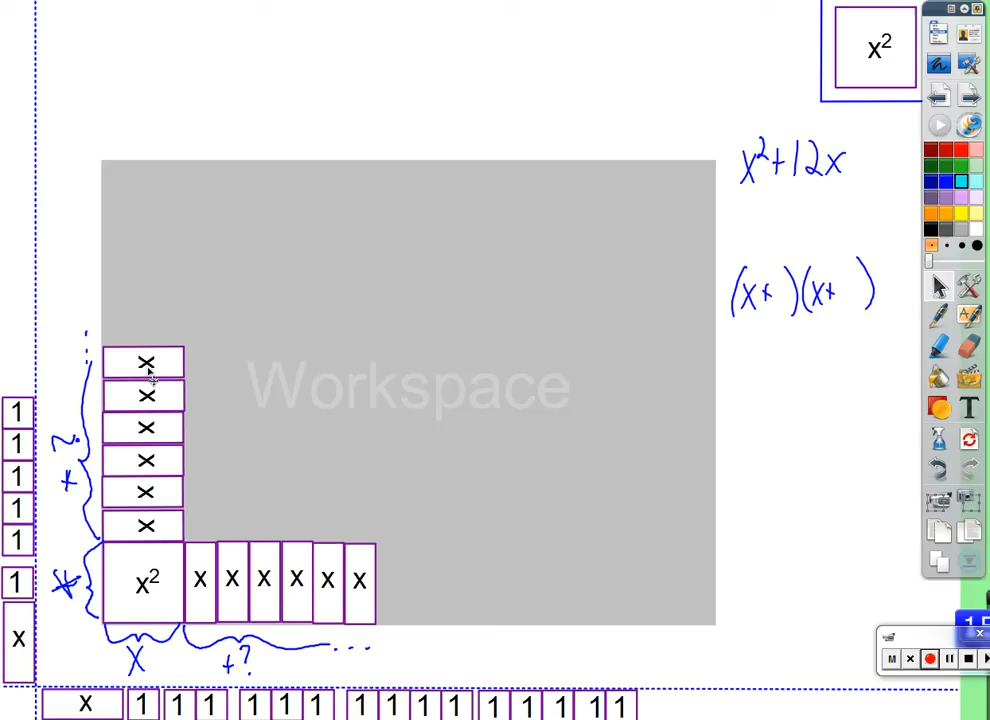 x²
x²+12x
(x+ )(x+ )
x
x
Workspace
x
x
x
x
+ ?
x² x x x x x x
x
x +? ...
1
1
1
1
1
1
x
x 1 1 1 1 1 1 1 1 1 1 1 1 1 1 1
M
T